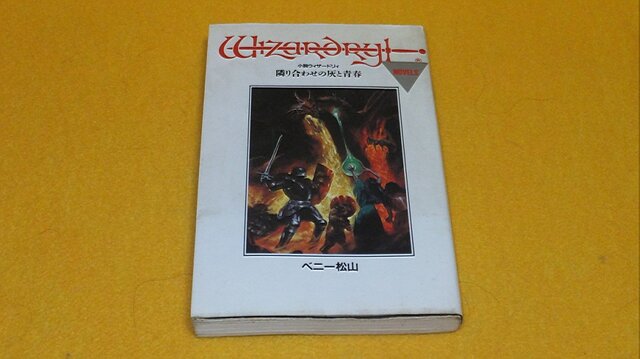 Wizardry
小説ウィザードリィ
隣り合わせの灰と青春
NOVELS
ベニー松山